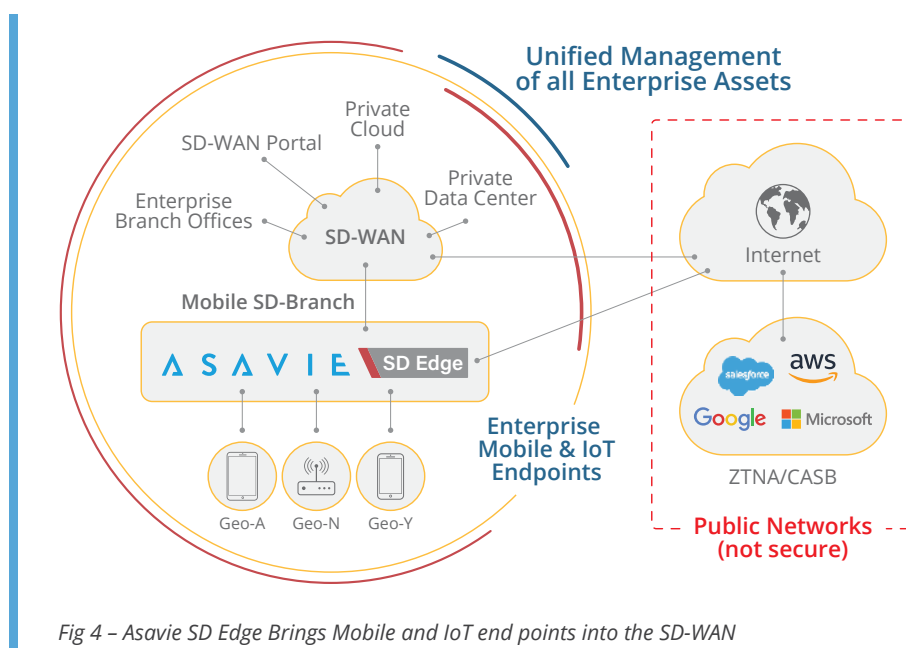 Unified Management
of all Enterprise Assets
Private
Cloud
SD-WAN Portal
Enterprise
Branch Offices
Private
Data Center
SD-WAN
Internet
Mobile SD-Branch
ASAVIE SD Edge
salesforce
aws
Google
Microsoft
Enterprise
Mobile & IoT
Endpoints
ZTNA/CASB
Geo-A
Geo-N
Geo-Y
Public Networks
(not secure)
Fig 4 – Asavie SD Edge Brings Mobile and IoT end points into the SD-WAN